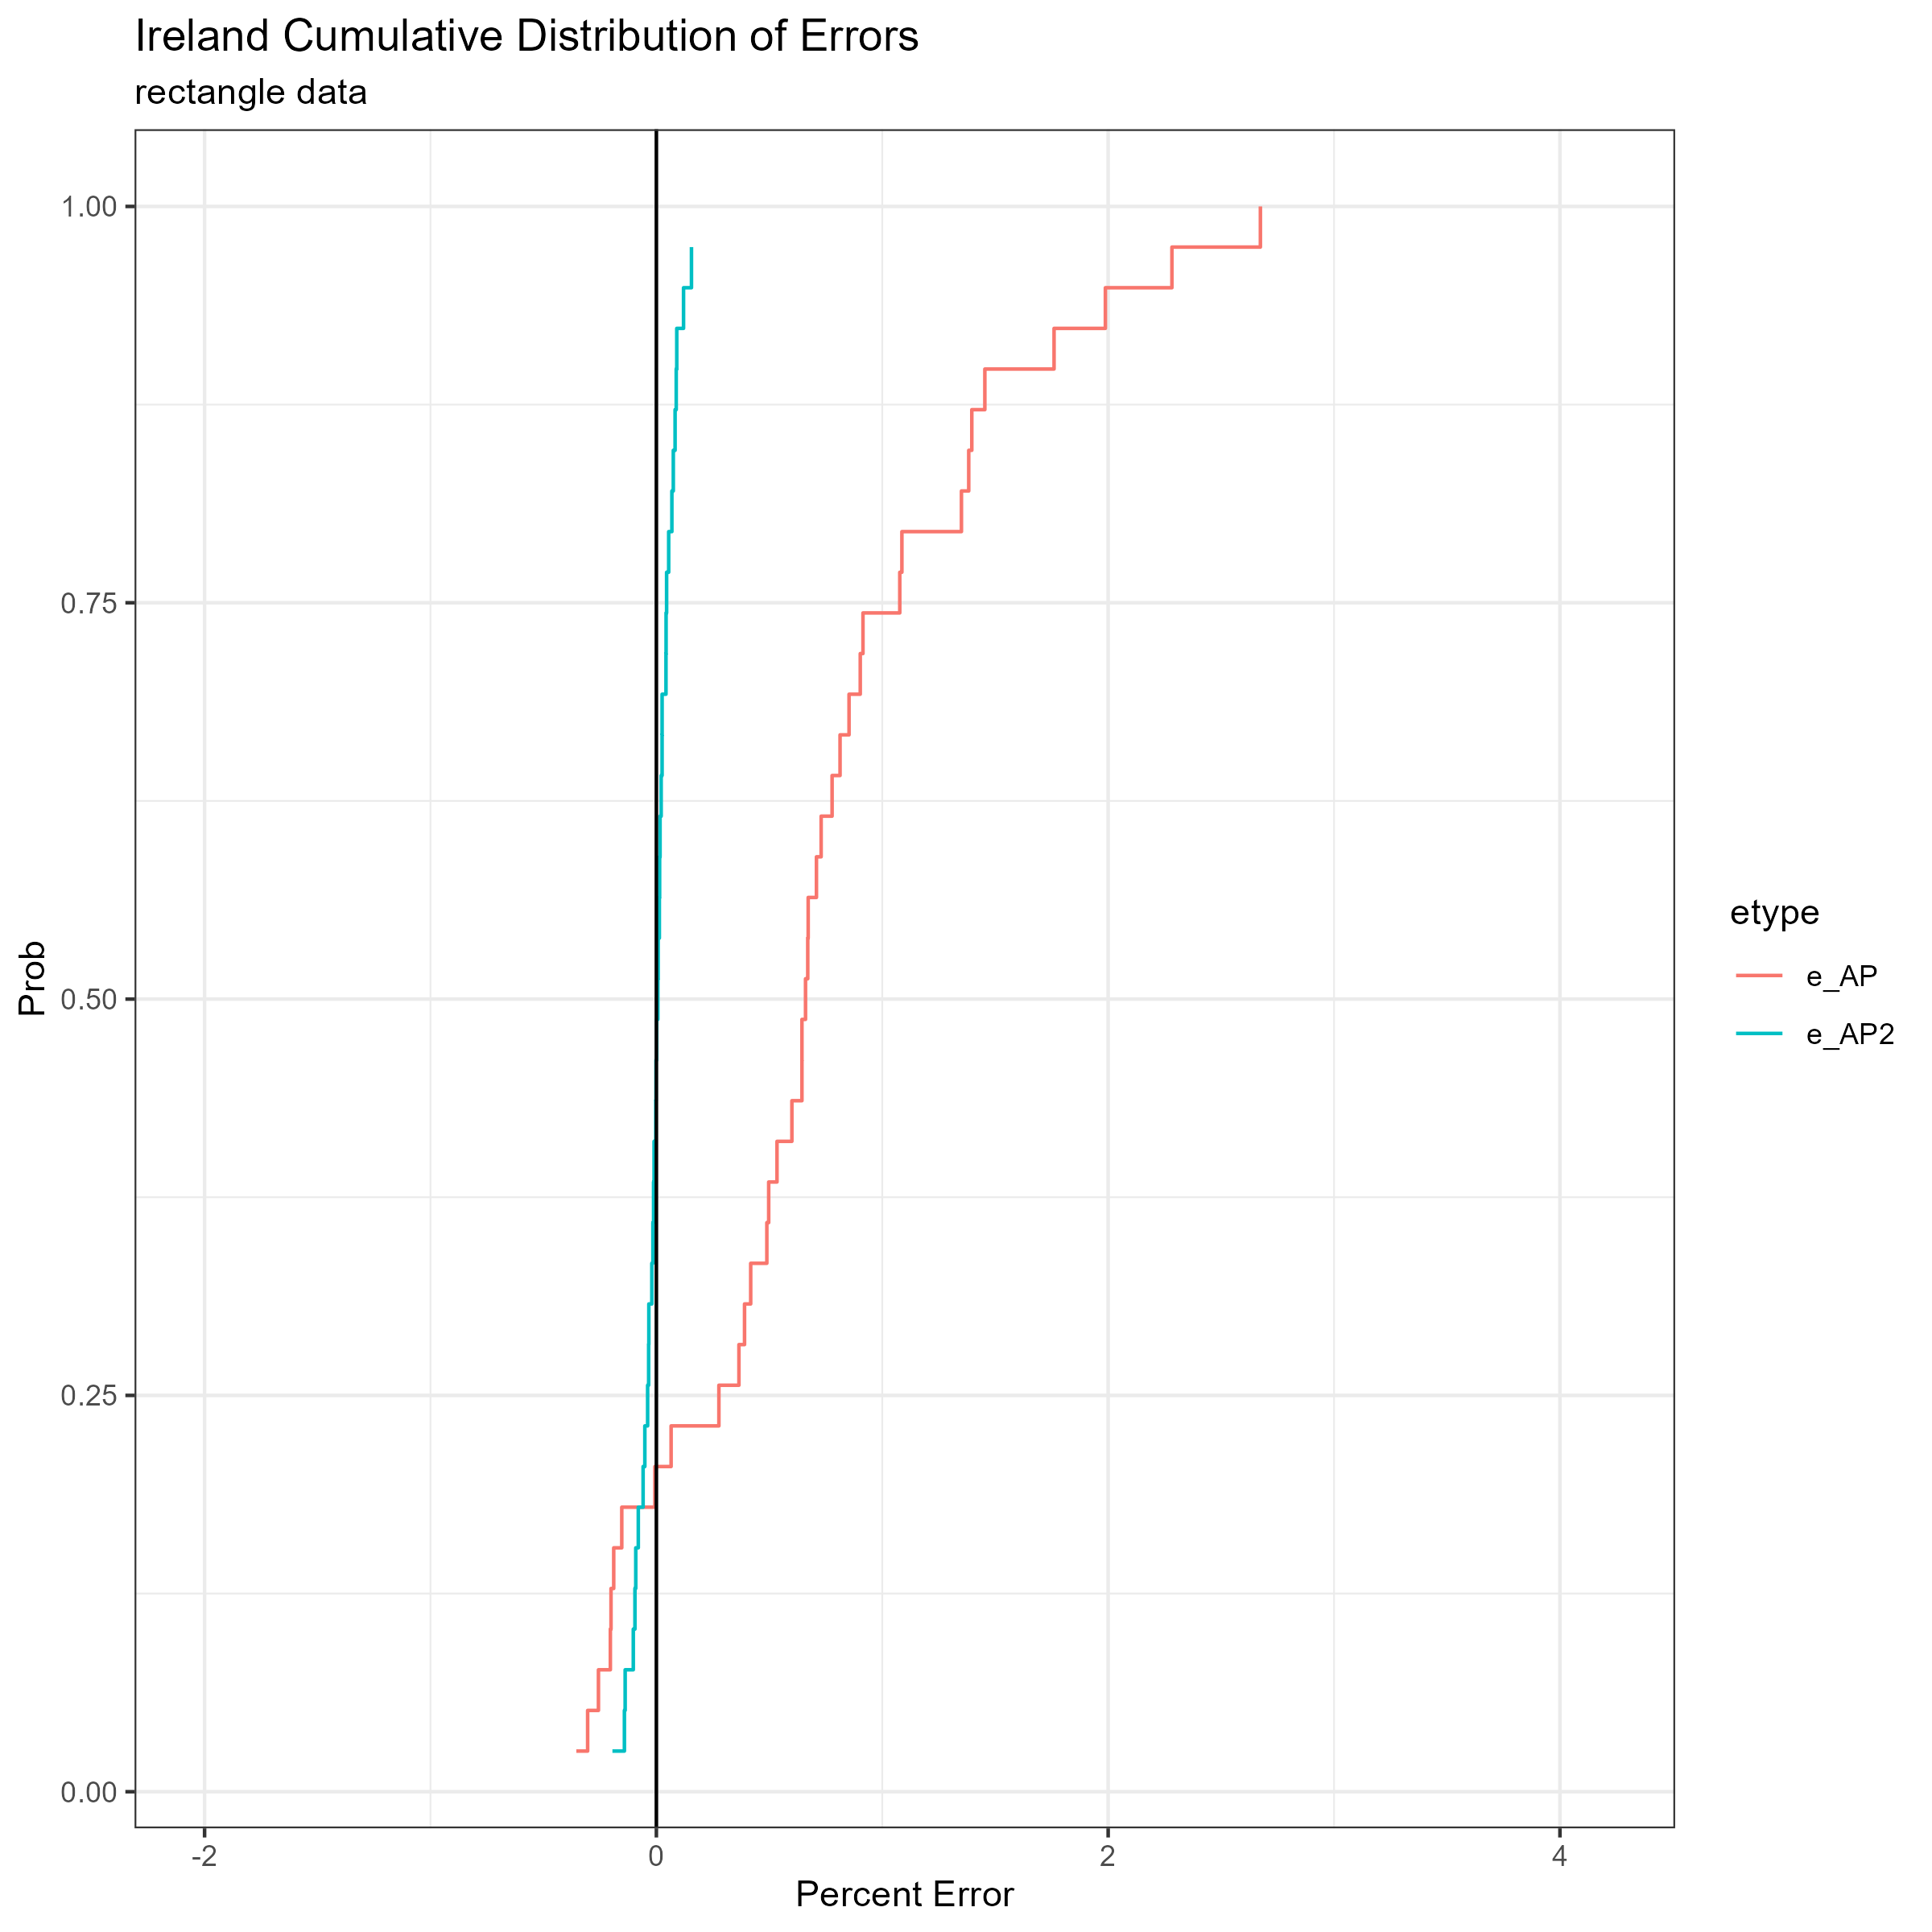 Ireland Cumulative Distribution of Errors
rectangle data
1.00
0.75
0.50
0.25
0.00
Prob
-2
0
2
4
Percent Error
etype
e_AP
e_AP2